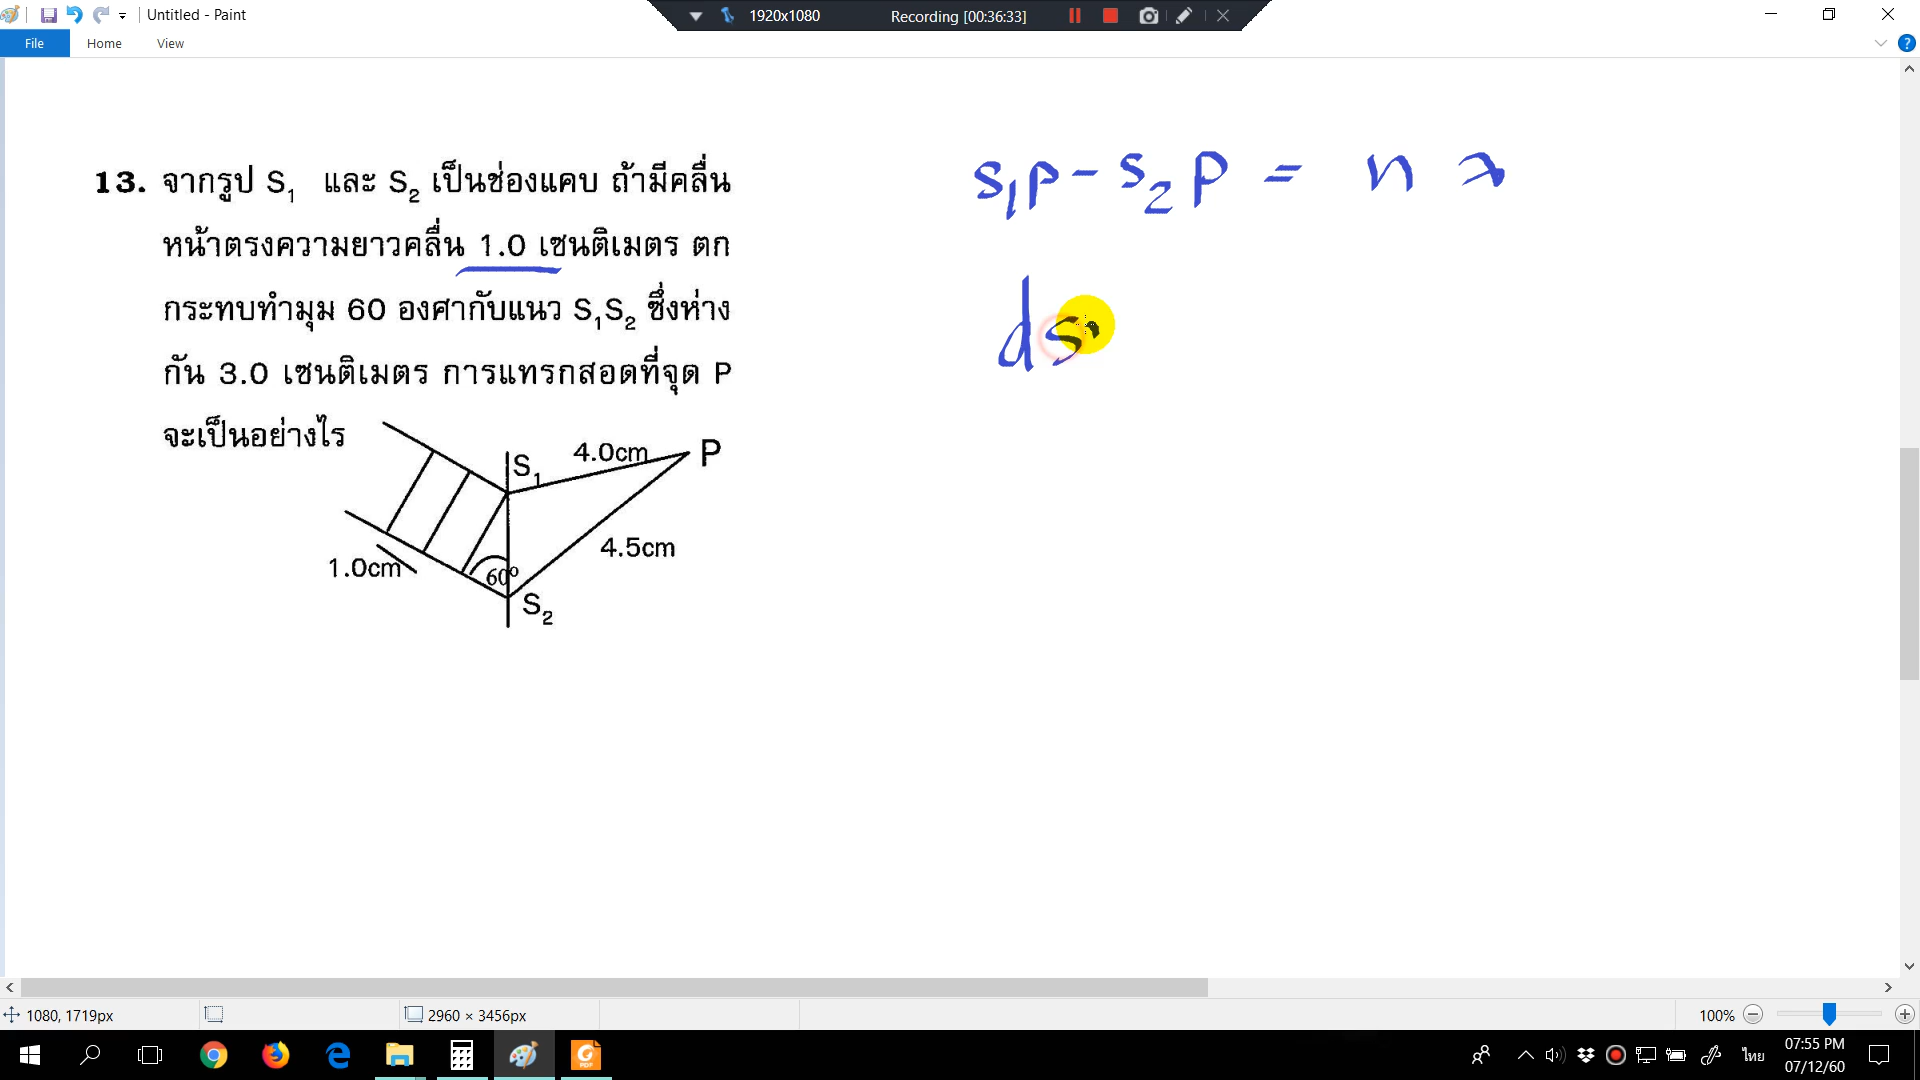 Untitled - Paint
1920x1080
Recording [00:36:33]
File
Home
View
13. จากรูป S₁ และ S₂ เป็นช่องแคบ ถ้ามีคลื่น
หน้าตรงความยาวคลื่น 1.0 เซนติเมตร ตก
กระทบทำมุม 60 องศากับแนว S₁S₂ ซึ่งห่าง
กัน 3.0 เซนติเมตร การแทรกสอดที่จุด P
จะเป็นอย่างไร
S₁
4.0cm
P
4.5cm
1.0cm
60⁰
S₂
S₁P - S₂P = n λ
ds
1080, 1719px
2960 × 3456px
100%
ไทย
07:55 PM
07/12/60